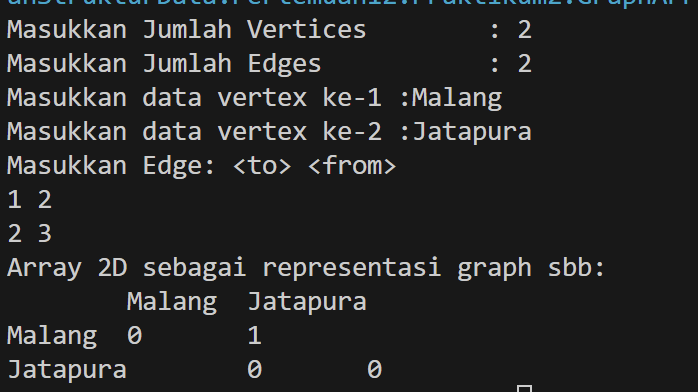 Masukkan Jumlah Vertices        : 2
Masukkan Jumlah Edges           : 2
Masukkan data vertex ke-1 :Malang
Masukkan data vertex ke-2 :Jatapura
Masukkan Edge: <to> <from>
1 2
2 3
Array 2D sebagai representasi graph sbb:
        Malang  Jatapura
Malang  0       1
Jatapura        0       0